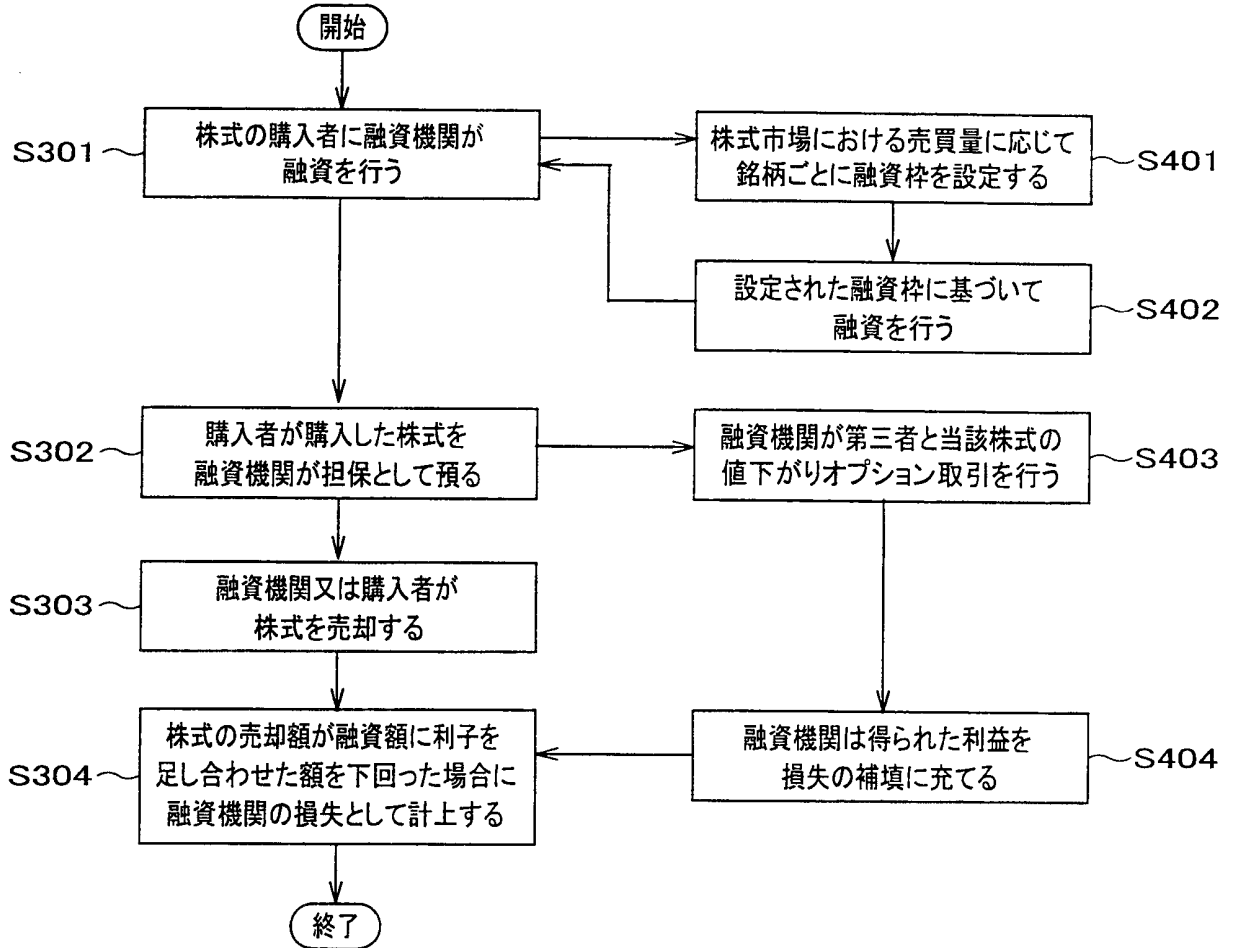 開始
S301
株式の購入者に融資機関が
融資を行う
株式市場における売買量に応じて
銘柄ごとに融資枠を設定する
S401
設定された融資枠に基づいて
融資を行う
S402
S302
購入者が購入した株式を
融資機関が担保として預る
融資機関が第三者と当該株式の
値下がりオプション取引を行う
S403
S303
融資機関又は購入者が
株式を売却する
S304
株式の売却額が融資額に利子を
足し合わせた額を下回った場合に
融資機関の損失として計上する
融資機関は得られた利益を
損失の補填に充てる
S404
終了